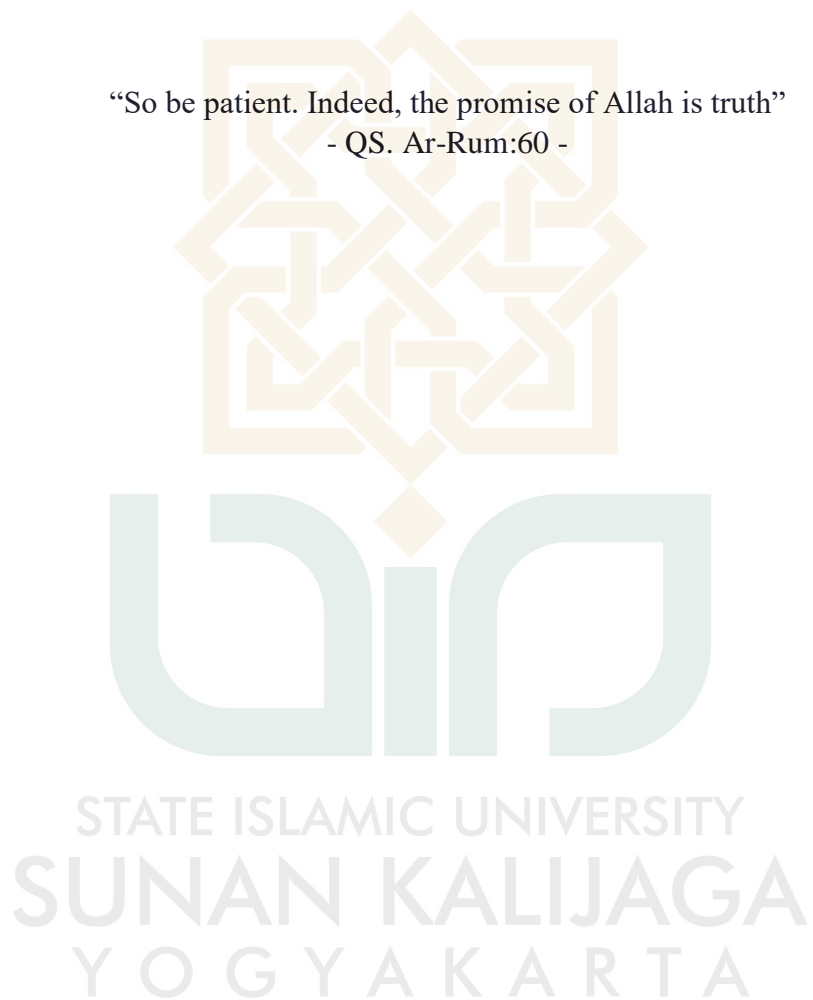 “So be patient. Indeed, the promise of Allah is truth”
- QS. Ar-Rum:60 -
STATE ISLAMIC UNIVERSITY
SUNAN KALIJAGA
YOGYAKARTA